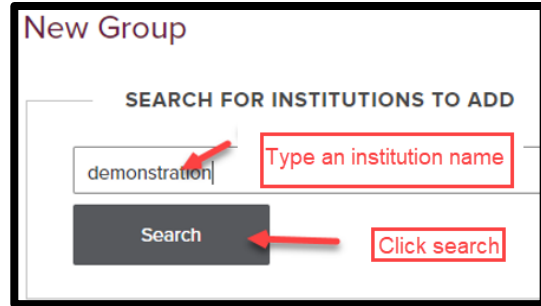 New Group
SEARCH FOR INSTITUTIONS TO ADD
demonstration
Type an institution name
Search
Click search